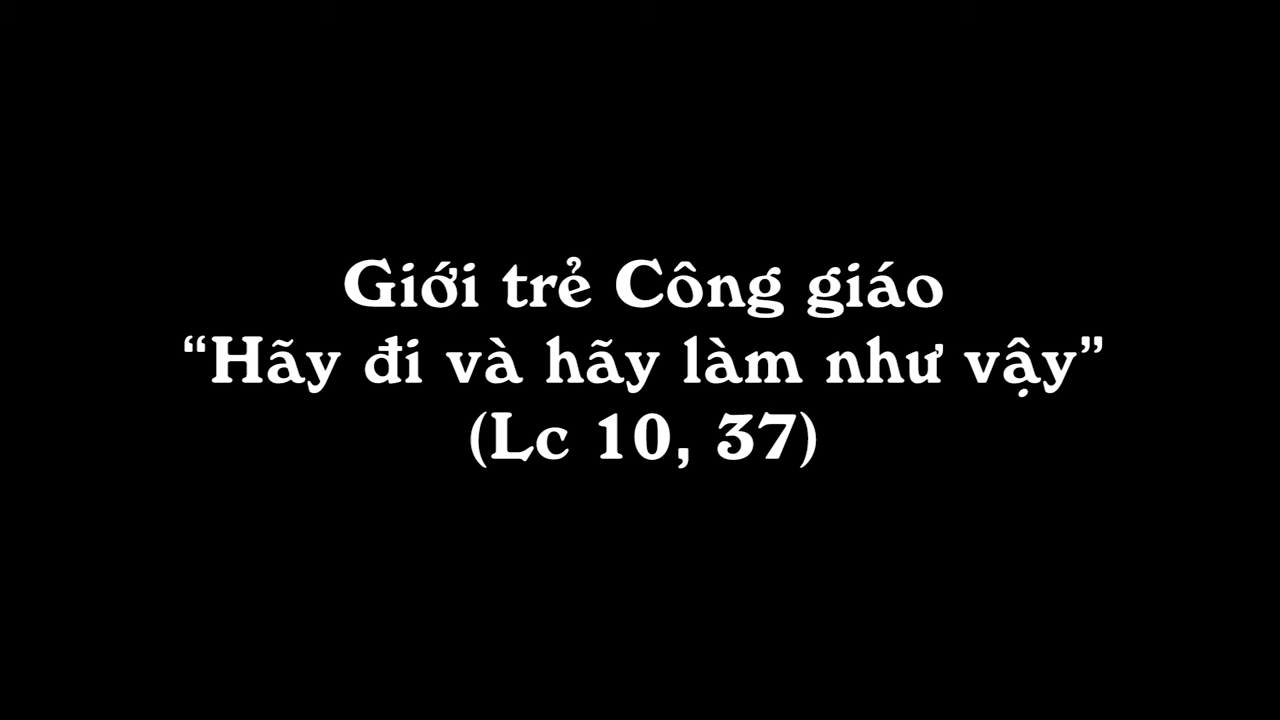 Giới trẻ Công giáo
“Hãy đi và hãy làm như vậy”
(Lc 10, 37)